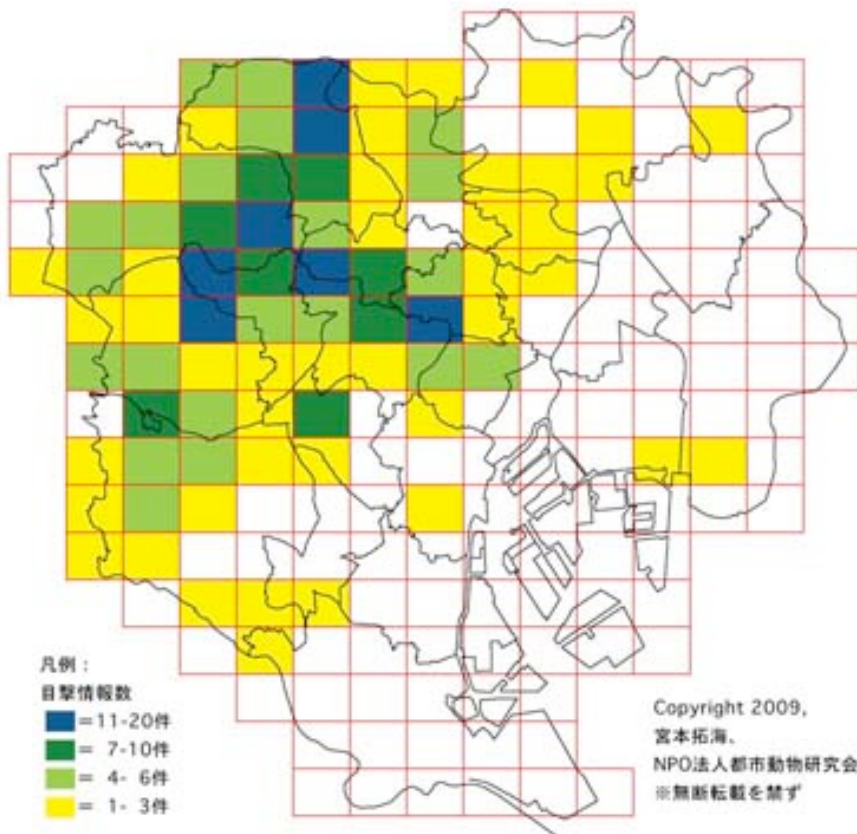 凡例：
目撃情報数
=11-20件
= 7-10件
= 4- 6件
= 1- 3件
Copyright 2009,
宮本拓海、
NPO法人都市動物研究会
※無断転載を禁ず